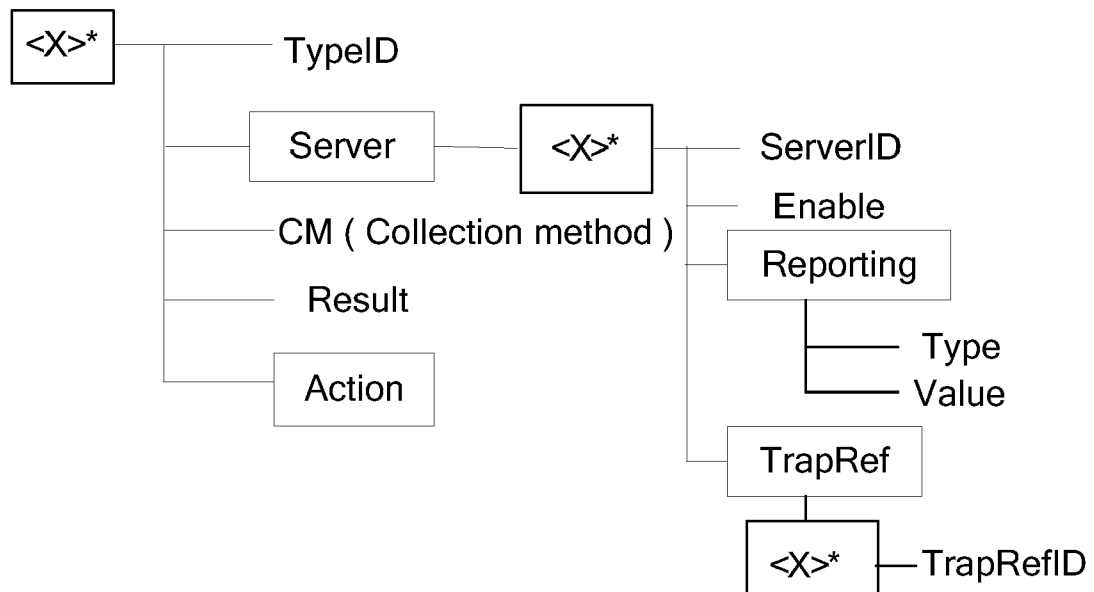 <X>*
TypeID
Server
<X>*
ServerID
Enable
CM ( Collection method )
Reporting
Result
Type
Action
Value
TrapRef
<X>*
TrapRefID